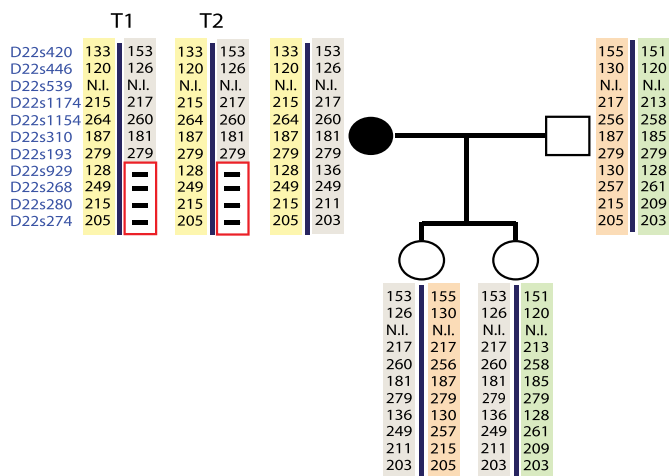 T1 T2
D22s420 133 153 133 153 133 153 155 151
D22s446 120 126 120 126 120 126 130 120
D22s539 N.I. N.I. N.I. N.I. N.I. N.I. N.I. N.I.
D22s1174 215 217 215 217 215 217 217 213
D22s1154 264 260 264 260 264 260 256 258
D22s310 187 181 187 181 187 181 187 185
D22s193 279 279 279 279 279 279 279 279
D22s929 128 – 128 – 128 136 130 128
D22s268 249 – 249 – 249 249 257 261
D22s280 215 – 215 – 215 211 215 209
D22s274 205 – 205 – 205 203 205 203
153 155 153 151
126 130 126 120
N.I. N.I. N.I. N.I.
217 217 217 213
260 256 260 258
181 187 181 185
279 279 279 279
136 130 136 128
249 257 249 261
211 215 211 209
203 205 203 203